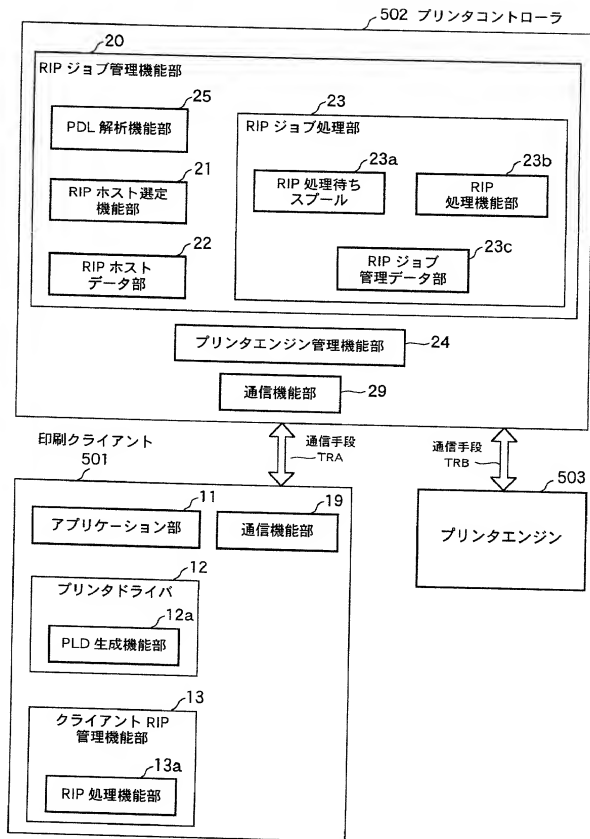 502 プリンタコントローラ
20
RIP ジョブ管理機能部
25
PDL 解析機能部
21
RIP ホスト選定
機能部
22
RIP ホスト
データ部
23
RIP ジョブ処理部
23a
RIP 処理待ち
スプール
23b
RIP
処理機能部
23c
RIP ジョブ
管理データ部
プリンタエンジン管理機能部
24
通信機能部
29
印刷クライアント
501
通信手段
TRA
通信手段
TRB
503
プリンタエンジン
11
アプリケーション部
19
通信機能部
12
プリンタドライバ
12a
PLD 生成機能部
13
クライアント RIP
管理機能部
13a
RIP 処理機能部